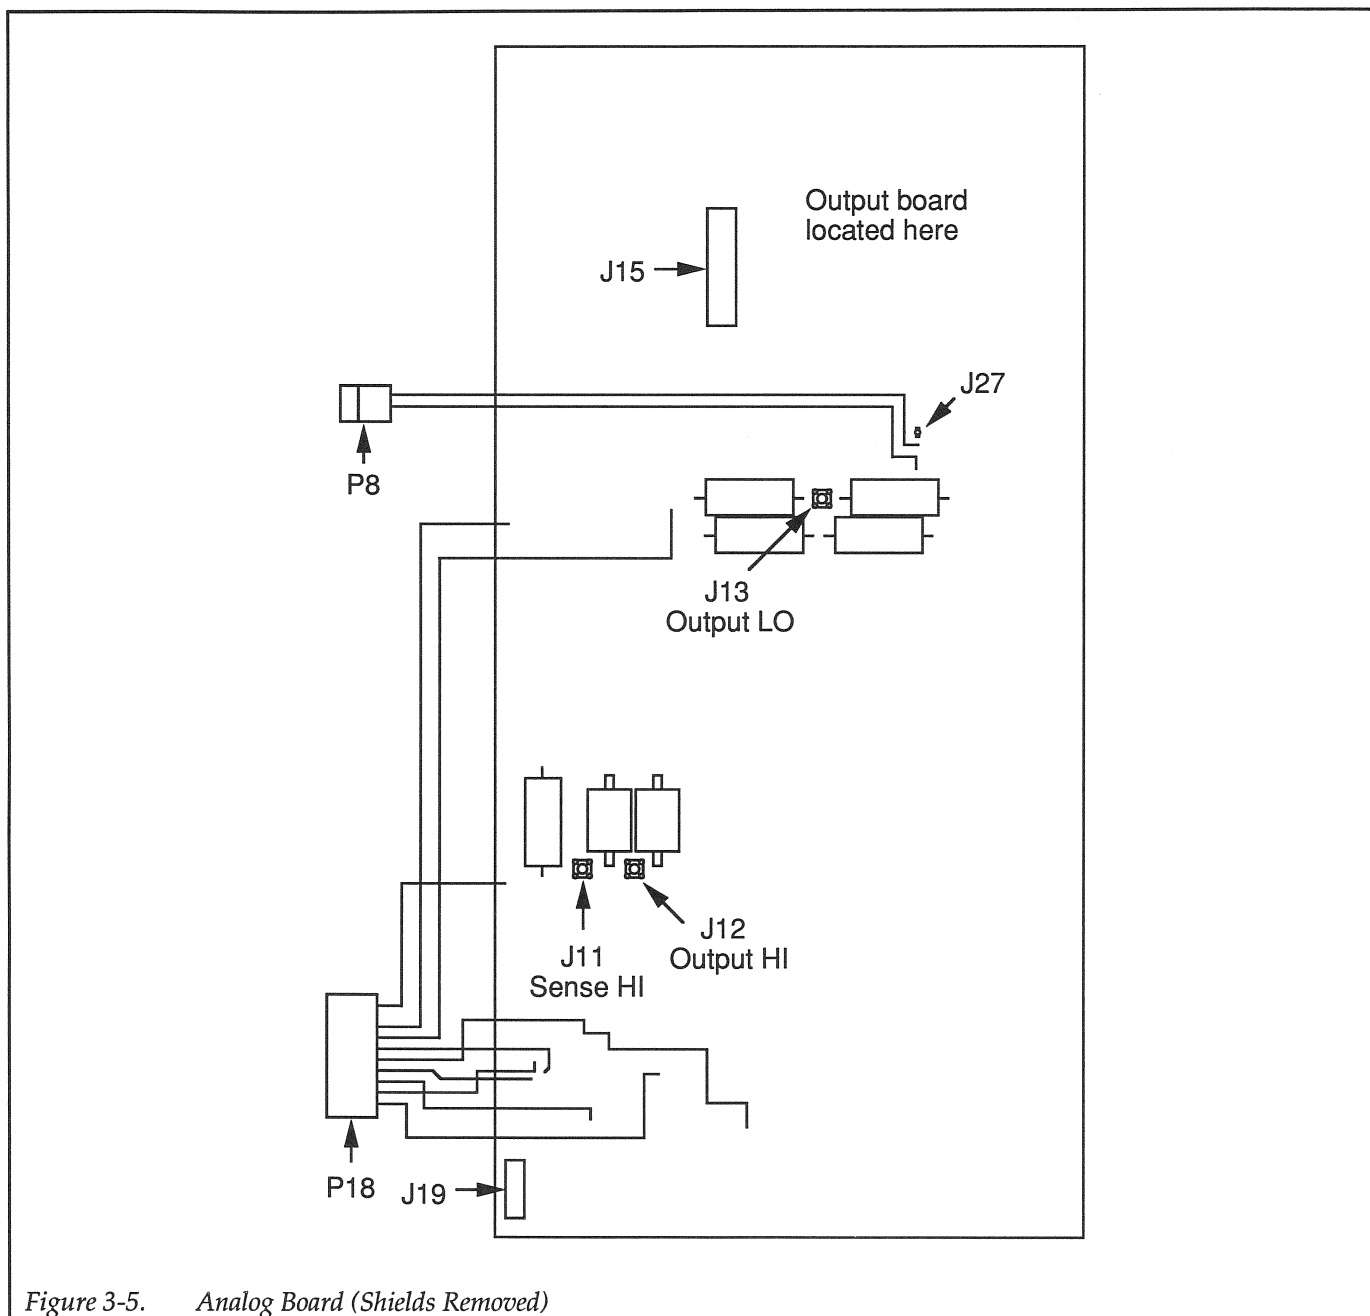 Output board
located here
J15
J27
P8
J13
Output LO
J12
Output HI
J11
Sense HI
P18
J19
Figure 3-5. Analog Board (Shields Removed)